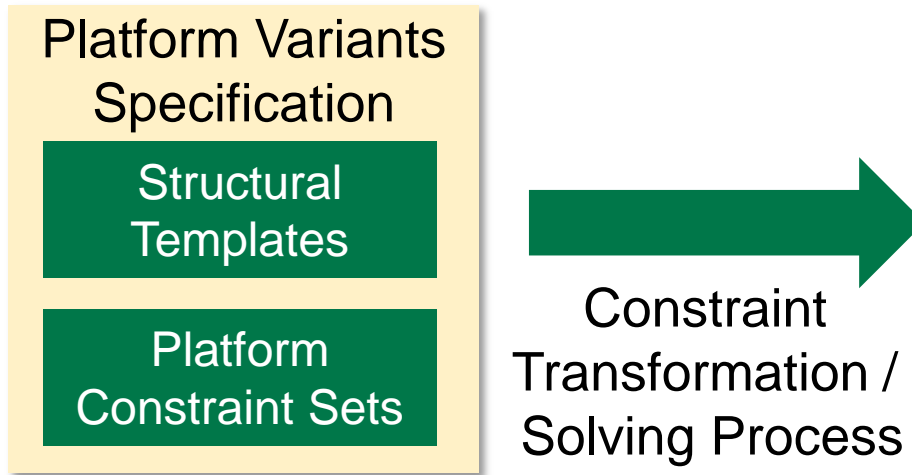 Platform Variants
Specification
Structural
Templates
Platform
Constraint Sets
Constraint
Transformation /
Solving Process